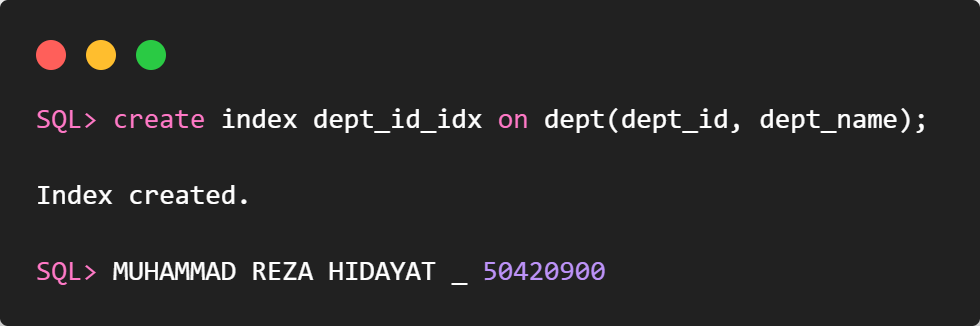 SQL> create index dept_id_idx on dept(dept_id, dept_name);
Index created.
SQL> MUHAMMAD REZA HIDAYAT _ 50420900